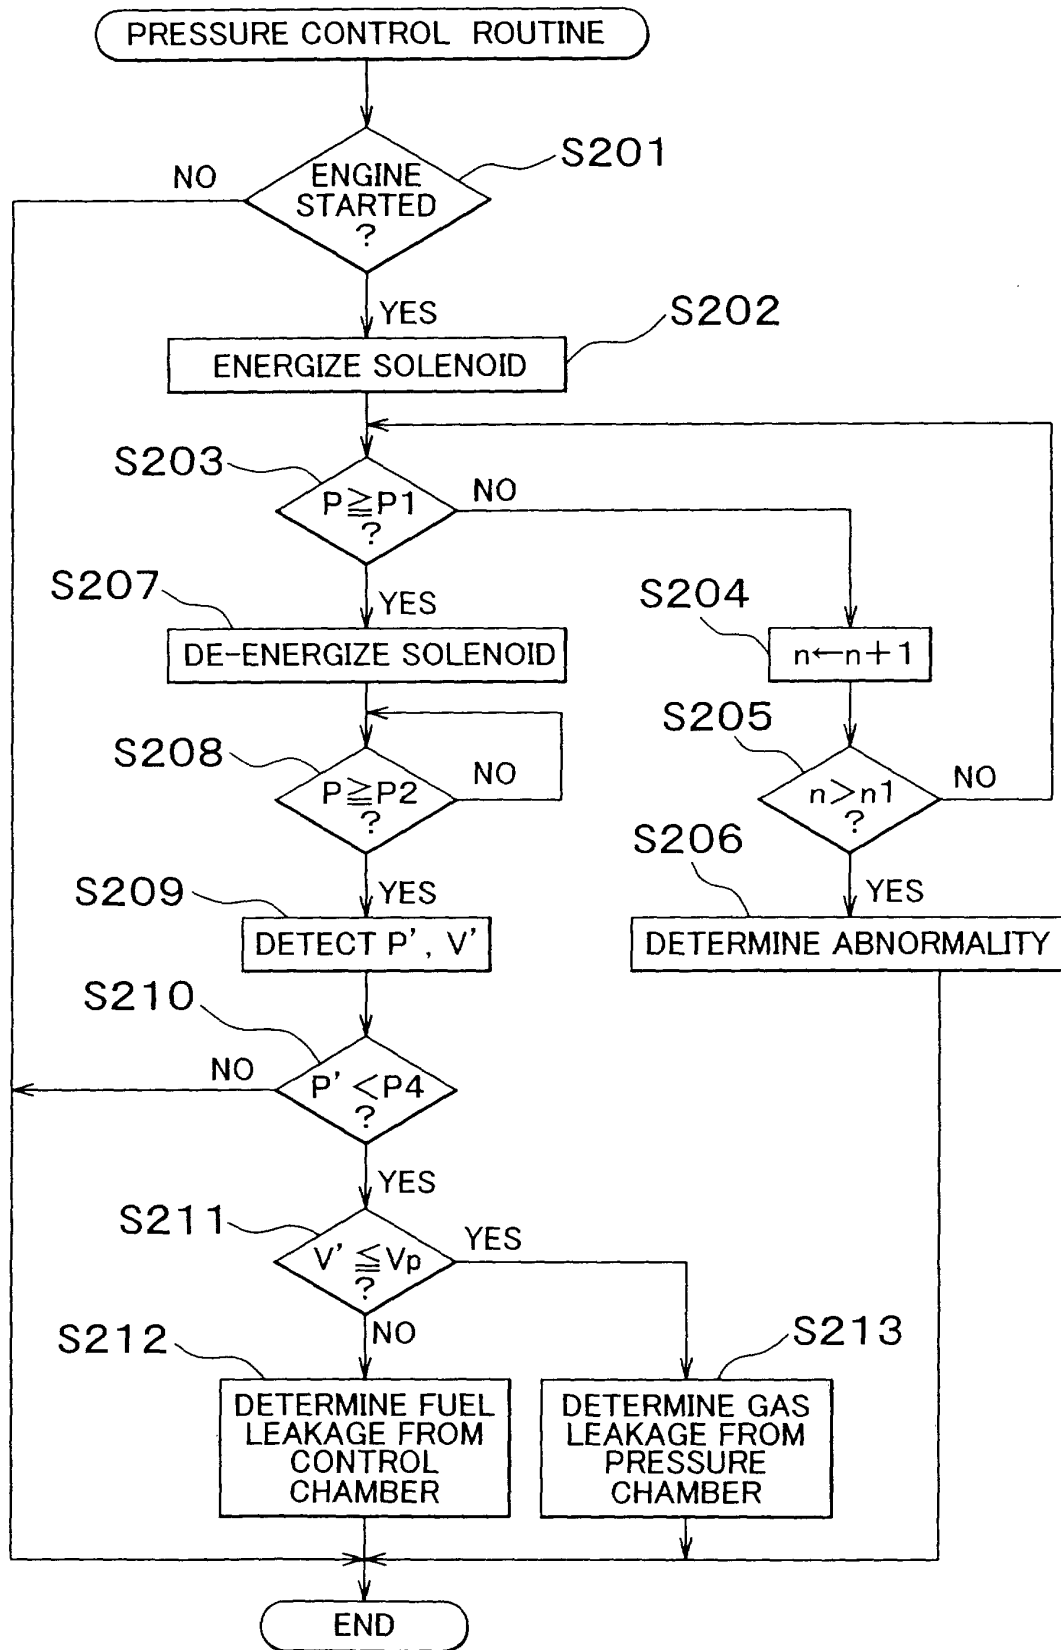 PRESSURE CONTROL ROUTINE
S201
NO
ENGINE
STARTED
?
YES
S202
ENERGIZE SOLENOID
S203
P≧P1
?
NO
YES
S207
DE-ENERGIZE SOLENOID
S204
n←n+1
S208
P≧P2
?
NO
S205
n>n1
?
NO
YES
S206
YES
S209
DETECT P', V'
DETERMINE ABNORMALITY
S210
NO
P' <P4
?
YES
S211
V' ≦Vp
?
YES
NO
S212
DETERMINE FUEL
LEAKAGE FROM
CONTROL
CHAMBER
S213
DETERMINE GAS
LEAKAGE FROM
PRESSURE
CHAMBER
END